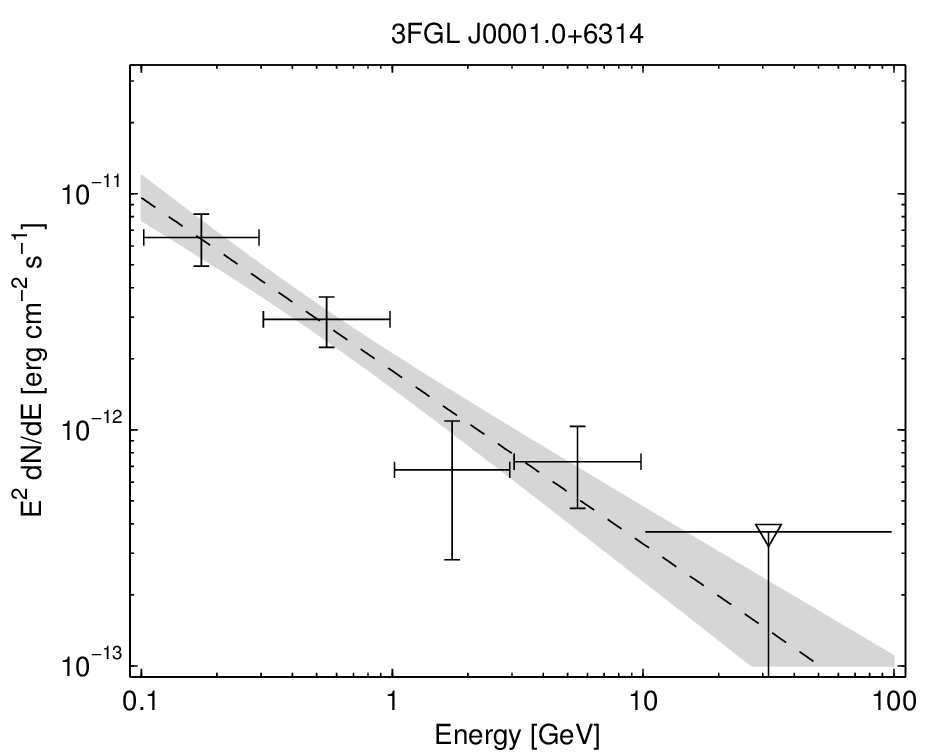 3FGL J0001.0+6314
10⁻¹¹
10⁻¹²
10⁻¹³
E² dN/dE [erg cm⁻² s⁻¹]
0.1 1 10 100
Energy [GeV]